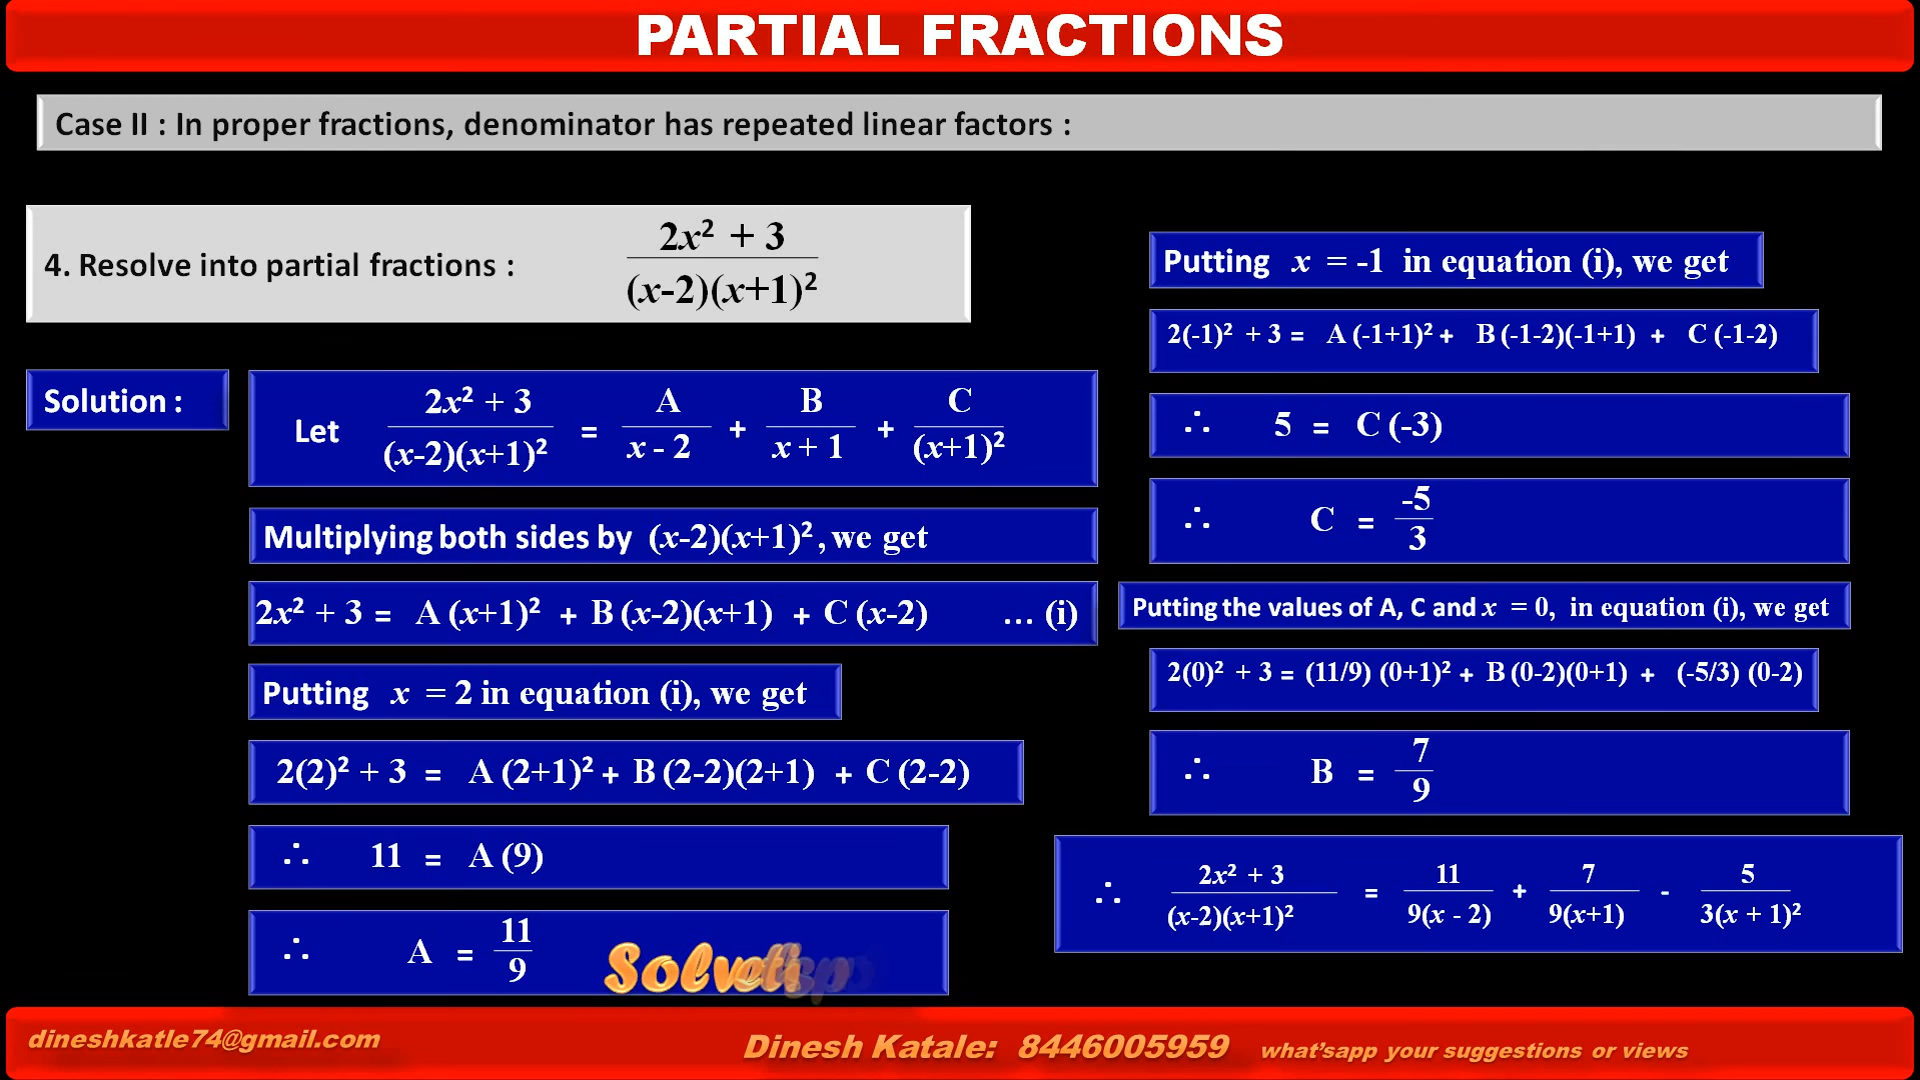 PARTIAL FRACTIONS
Case II : In proper fractions, denominator has repeated linear factors :
4. Resolve into partial fractions : (2x² + 3)/((x-2)(x+1)²)
Solution :
Let (2x² + 3)/((x-2)(x+1)²) = A/(x - 2) + B/(x + 1) + C/(x+1)²
Multiplying both sides by (x-2)(x+1)² , we get
2x² + 3 = A (x+1)² + B (x-2)(x+1) + C (x-2) ... (i)
Putting x = 2 in equation (i), we get
2(2)² + 3 = A (2+1)² + B (2-2)(2+1) + C (2-2)
∴ 11 = A (9)
∴ A = 11/9
Putting x = -1 in equation (i), we get
2(-1)² + 3 = A (-1+1)² + B (-1-2)(-1+1) + C (-1-2)
∴ 5 = C (-3)
∴ C = -5/3
Putting the values of A, C and x = 0, in equation (i), we get
2(0)² + 3 = (11/9) (0+1)² + B (0-2)(0+1) + (-5/3) (0-2)
∴ B = 7/9
∴ (2x² + 3)/((x-2)(x+1)²) = 11/(9(x - 2)) + 7/(9(x+1)) - 5/(3(x + 1)²)
dineshkatle74@gmail.com
Dinesh Katale: 8446005959 what'sapp your suggestions or views